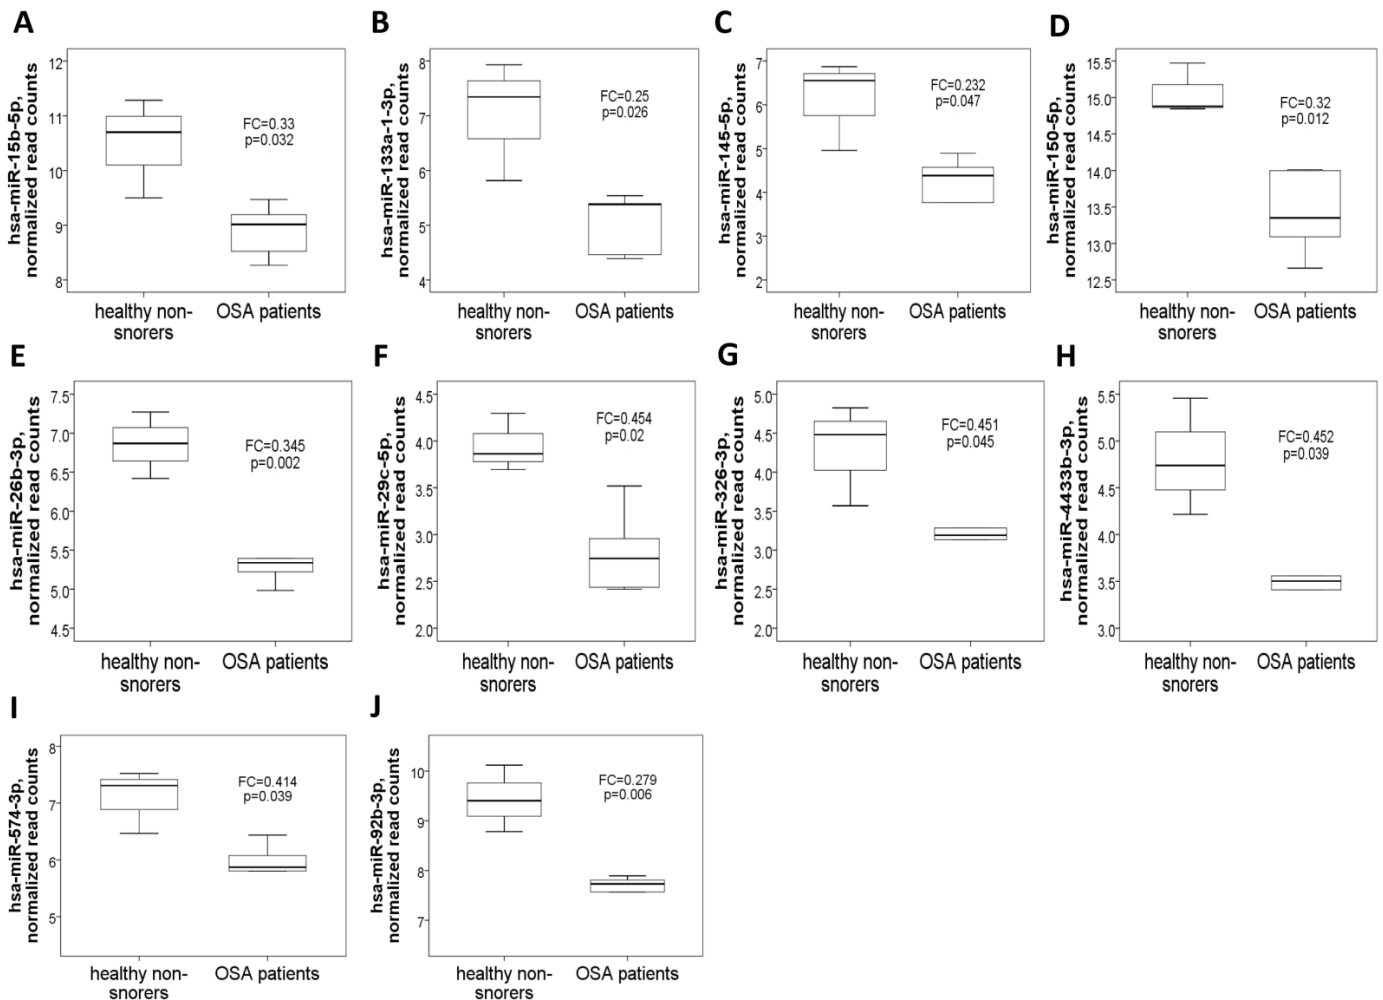 A
hsa-miR-15b-5p,
normalized read counts
12
11
10
9
8
FC=0.33
p=0.032
healthy non-
snorers
OSA patients
B
hsa-miR-133a-1-3p,
normalized read counts
8
7
6
5
4
FC=0.25
p=0.026
healthy non-
snorers
OSA patients
C
hsa-miR-145-5p,
normalized read counts
7
6
5
4
3
2
FC=0.232
p=0.047
healthy non-
snorers
OSA patients
D
hsa-miR-150-5p,
normalized read counts
15.5
15.0
14.5
14.0
13.5
13.0
12.5
FC=0.32
p=0.012
healthy non-
snorers
OSA patients
E
hsa-miR-26b-3p,
normalized read counts
7.5
7.0
6.5
6.0
5.5
5.0
4.5
FC=0.345
p=0.002
healthy non-
snorers
OSA patients
F
hsa-miR-29c-5p,
normalized read counts
4.5
4.0
3.5
3.0
2.5
2.0
FC=0.454
p=0.02
healthy non-
snorers
OSA patients
G
hsa-miR-326-3p,
normalized read counts
5.0
4.5
4.0
3.5
3.0
2.5
2.0
FC=0.451
p=0.045
healthy non-
snorers
OSA patients
H
hsa-miR-4433b-3p,
normalized read counts
5.5
5.0
4.5
4.0
3.5
3.0
FC=0.452
p=0.039
healthy non-
snorers
OSA patients
I
hsa-miR-574-3p,
normalized read counts
8
7
6
5
FC=0.414
p=0.039
healthy non-
snorers
OSA patients
J
hsa-miR-92b-3p,
normalized read counts
10
9
8
7
FC=0.279
p=0.006
healthy non-
snorers
OSA patients